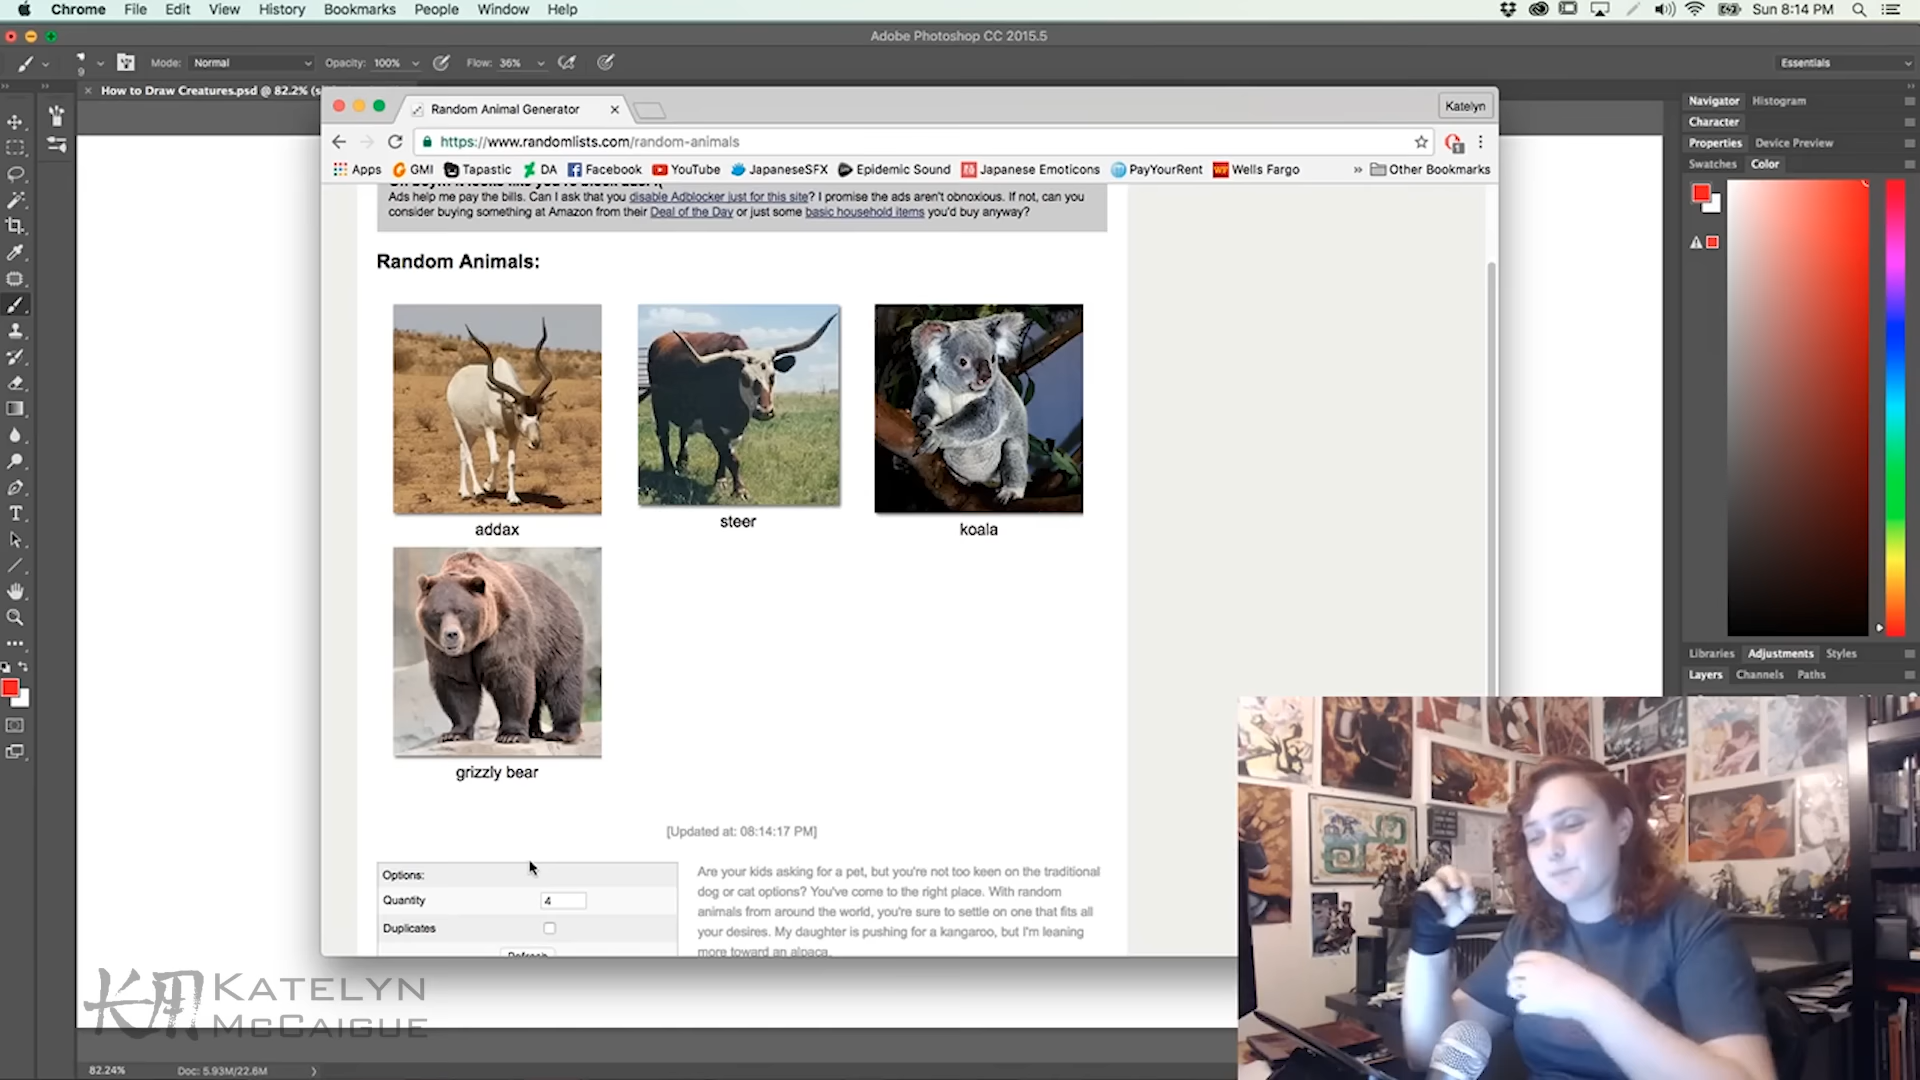 Chrome File Edit View History Bookmarks People Window Help Sun 8:14 PM
Adobe Photoshop CC 2015.5
9 Mode: Normal Opacity: 100% Flow: 36% Essentials
How to Draw Creatures.psd @ 82.2%
Random Animal Generator Katelyn
https://www.randomlists.com/random-animals
Apps GMI Tapastic DA Facebook YouTube JapaneseSFX Epidemic Sound Japanese Emoticons PayYourRent Wells Fargo » Other Bookmarks
Ads help me pay the bills. Can I ask that you disable Adblocker just for this site? I promise the ads aren't obnoxious. If not, can you
consider buying something at Amazon from their Deal of the Day or just some basic household items you'd buy anyway?
Random Animals:
addax
steer
koala
grizzly bear
[Updated at: 08:14:17 PM]
Options:
Quantity 4
Duplicates
Refresh
Are your kids asking for a pet, but you're not too keen on the traditional
dog or cat options? You've come to the right place. With random
animals from around the world, you're sure to settle on one that fits all
your desires. My daughter is pushing for a kangaroo, but I'm leaning
more toward an alpaca.
Navigator Histogram
Character
Properties Device Preview
Swatches Color
Libraries Adjustments Styles
Layers Channels Paths
KATELYN
MCCAIGUE
82.24% Doc: 5.93M/22.6M